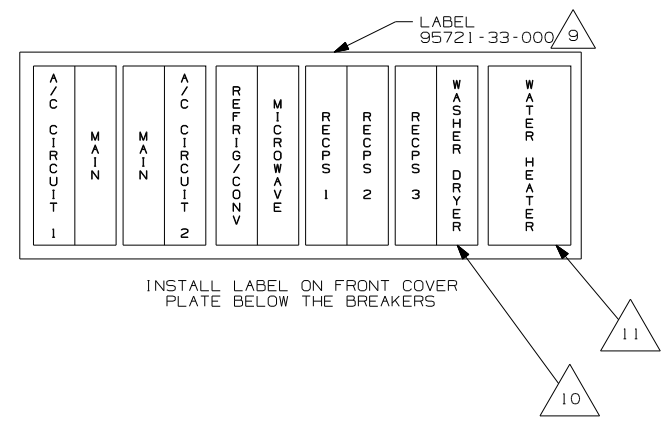 LABEL
95721-33-000
9
A/C CIRCUIT 1
MAIN
MAIN
A/C CIRCUIT 2
REFRIG/CONV
MICROWAVE
RECPS 1
RECPS 2
RECPS 3
WASHER DRYER
WATER HEATER
INSTALL LABEL ON FRONT COVER
PLATE BELOW THE BREAKERS
11
10